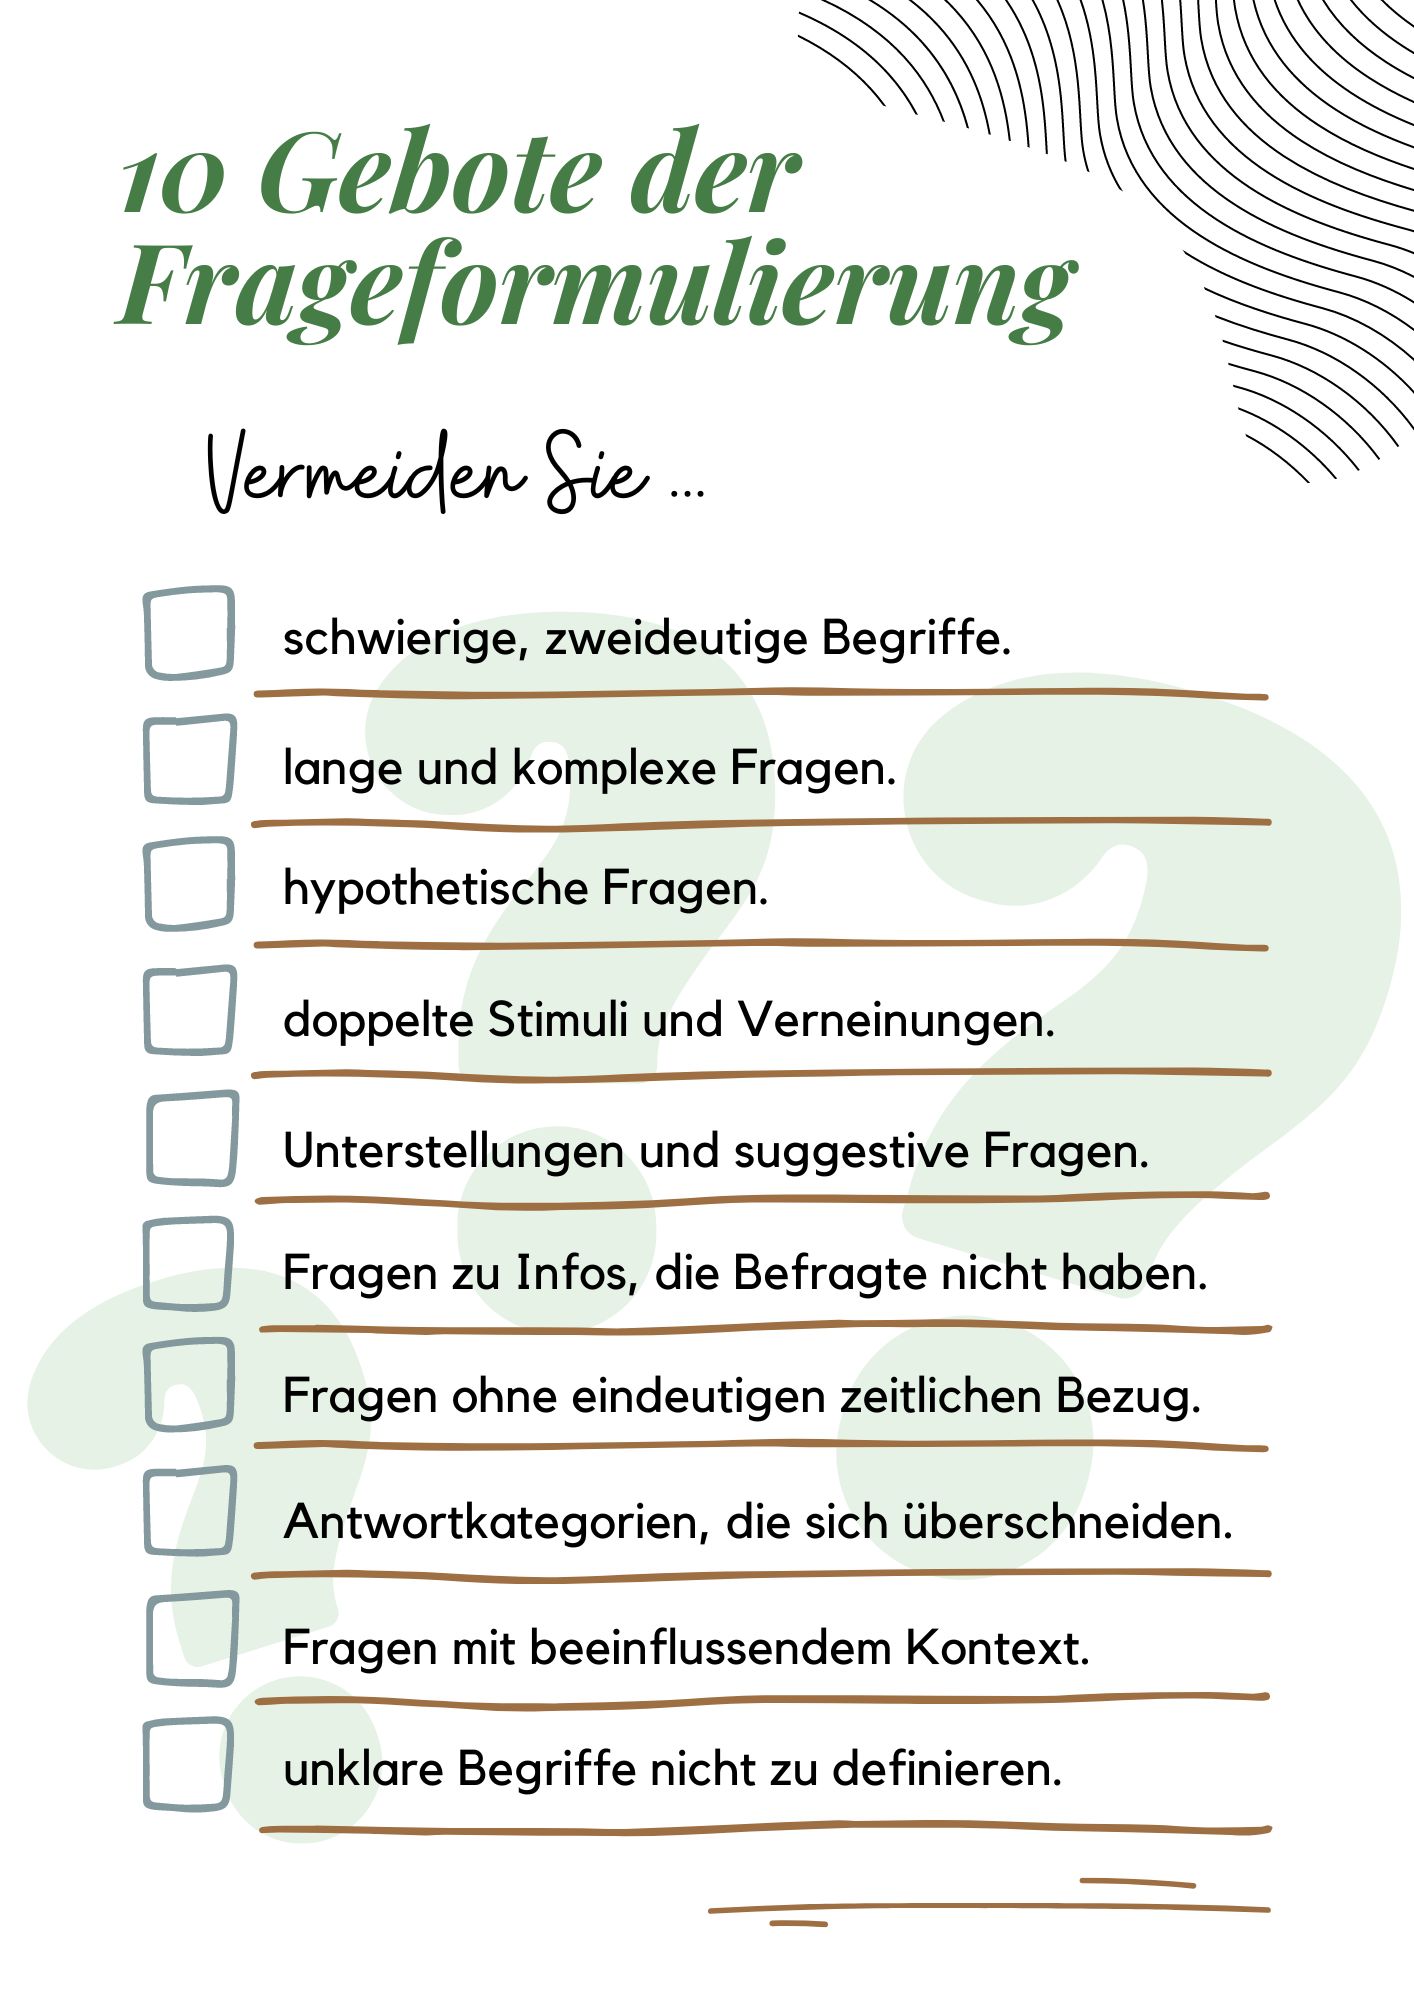 10 Gebote der
Frageformulierung
Vermeiden Sie ...
schwierige, zweideutige Begriffe.
lange und komplexe Fragen.
hypothetische Fragen.
doppelte Stimuli und Verneinungen.
Unterstellungen und suggestive Fragen.
Fragen zu Infos, die Befragte nicht haben.
Fragen ohne eindeutigen zeitlichen Bezug.
Antwortkategorien, die sich überschneiden.
Fragen mit beeinflussendem Kontext.
unklare Begriffe nicht zu definieren.